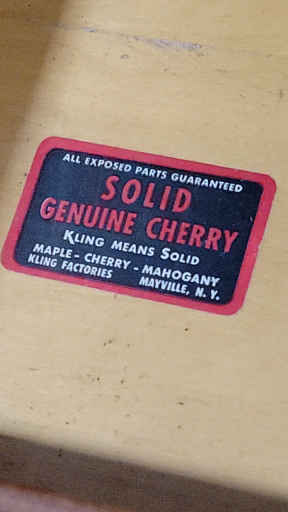 ALL EXPOSED PARTS GUARANTEED
SOLID
GENUINE CHERRY
KLING MEANS SOLID
MAPLE - CHERRY - MAHOGANY
KLING FACTORIES MAYVILLE, N. Y.